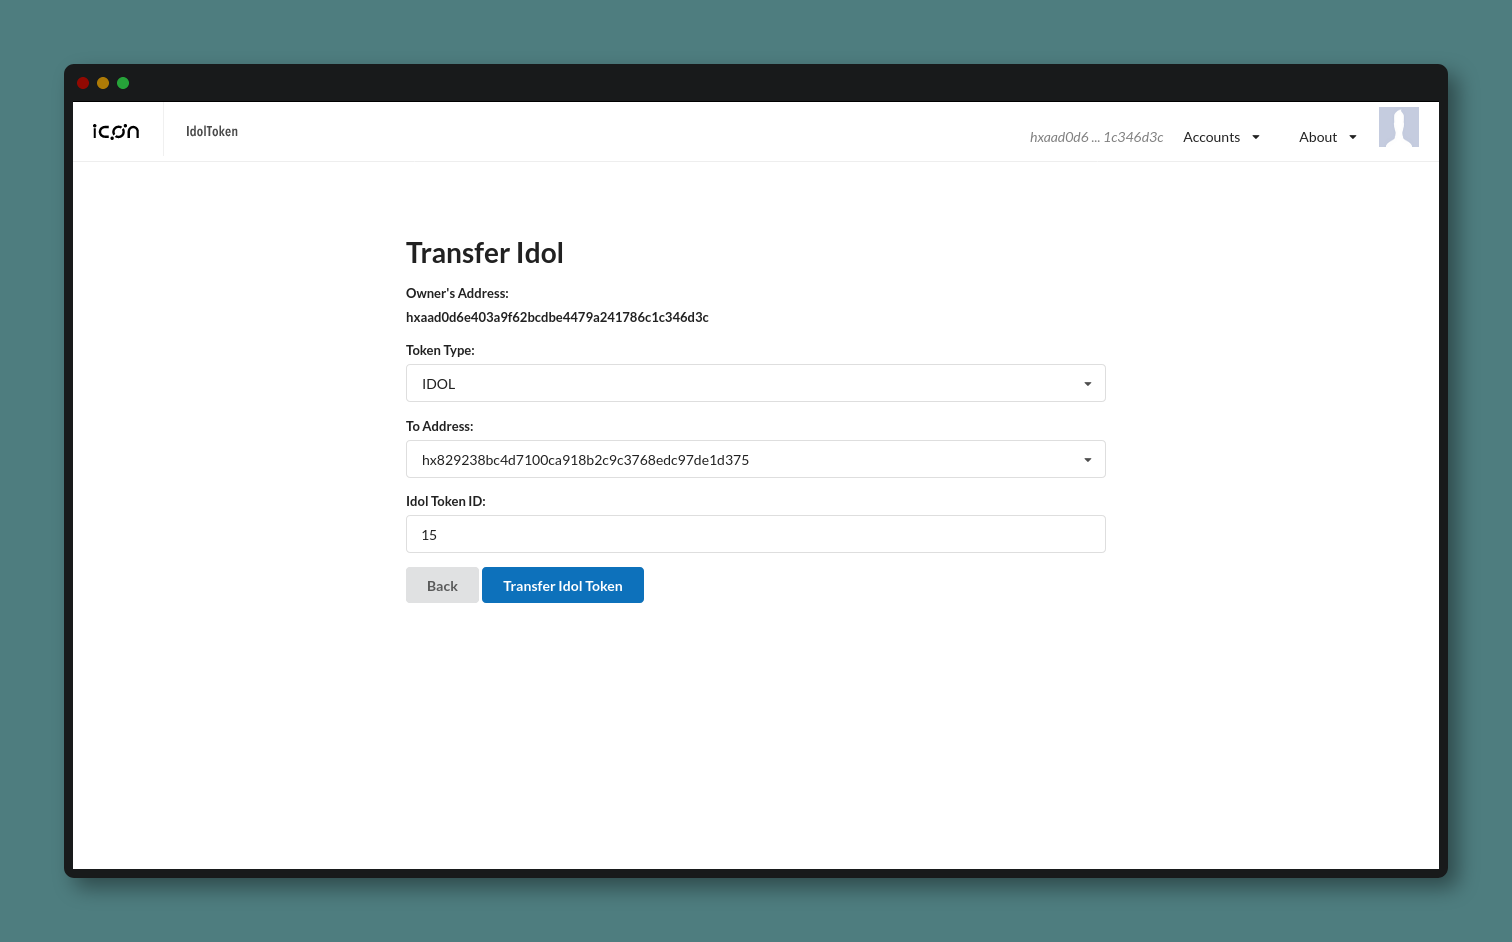 icon
IdolToken
hxaad0d6 ... 1c346d3c
Accounts
About
Transfer Idol
Owner's Address:
hxaad0d6e403a9f62bcdbe4479a241786c1c346d3c
Token Type:
IDOL
To Address:
hx829238bc4d7100ca918b2c9c3768edc97de1d375
Idol Token ID:
15
Back
Transfer Idol Token